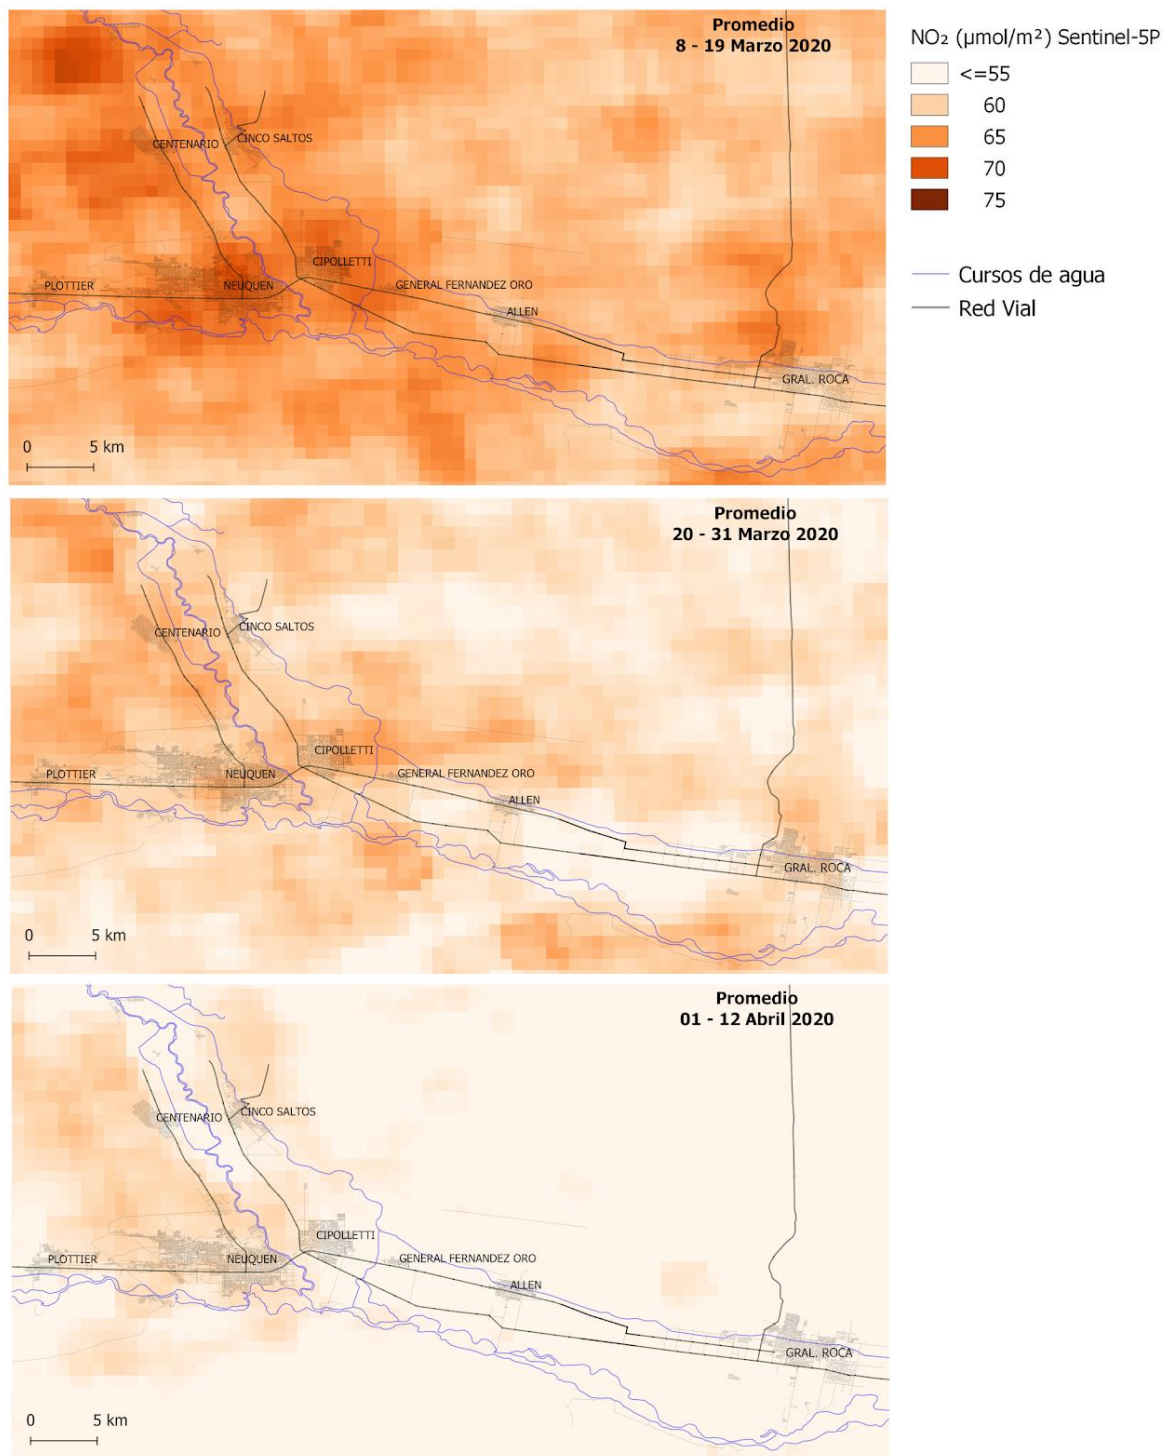 Promedio
8 - 19 Marzo 2020
NO₂ (µmol/m²) Sentinel-5P
<=55
60
65
70
75
Cursos de agua
Red Vial
CENTENARIO
CINCO SALTOS
CIPOLLETTI
PLOTTIER
NEUQUEN
GENERAL FERNANDEZ ORO
ALLEN
GRAL. ROCA
0 5 km
Promedio
20 - 31 Marzo 2020
CENTENARIO
CINCO SALTOS
CIPOLLETTI
PLOTTIER
NEUQUEN
GENERAL FERNANDEZ ORO
ALLEN
GRAL. ROCA
0 5 km
Promedio
01 - 12 Abril 2020
CENTENARIO
CINCO SALTOS
CIPOLLETTI
PLOTTIER
NEUQUEN
GENERAL FERNANDEZ ORO
ALLEN
GRAL. ROCA
0 5 km